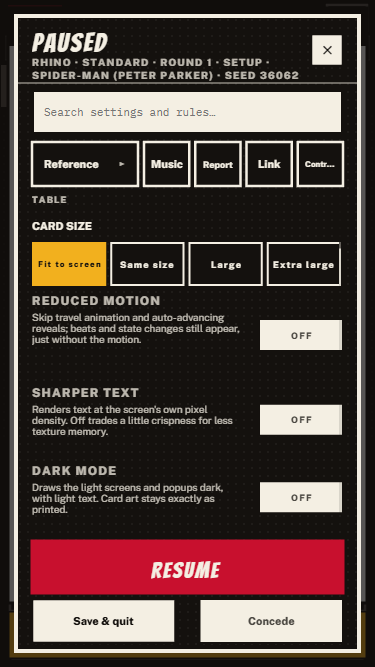 PAUSED
RHINO · STANDARD · ROUND 1 · SETUP ·
SPIDER-MAN (PETER PARKER) · SEED 36062
×
Search settings and rules…
Reference ► Music Report Link Contr…
TABLE
CARD SIZE
Fit to screen Same size Large Extra large
REDUCED MOTION
Skip travel animation and auto-advancing
reveals; beats and state changes still appear,
just without the motion.
OFF
SHARPER TEXT
Renders text at the screen's own pixel
density. Off trades a little crispness for less
texture memory.
OFF
DARK MODE
Draws the light screens and popups dark,
with light text. Card art stays exactly as
printed.
OFF
RESUME
Save & quit Concede